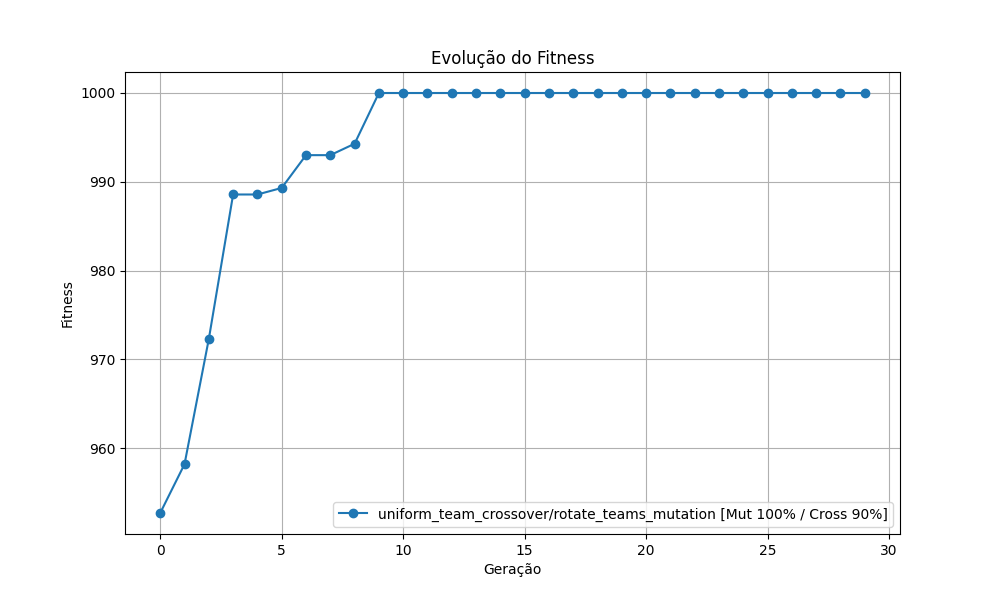 Evolução do Fitness
Fitness
1000
990
980
970
960
0 5 10 15 20 25 30
Geração
uniform_team_crossover/rotate_teams_mutation [Mut 100% / Cross 90%]